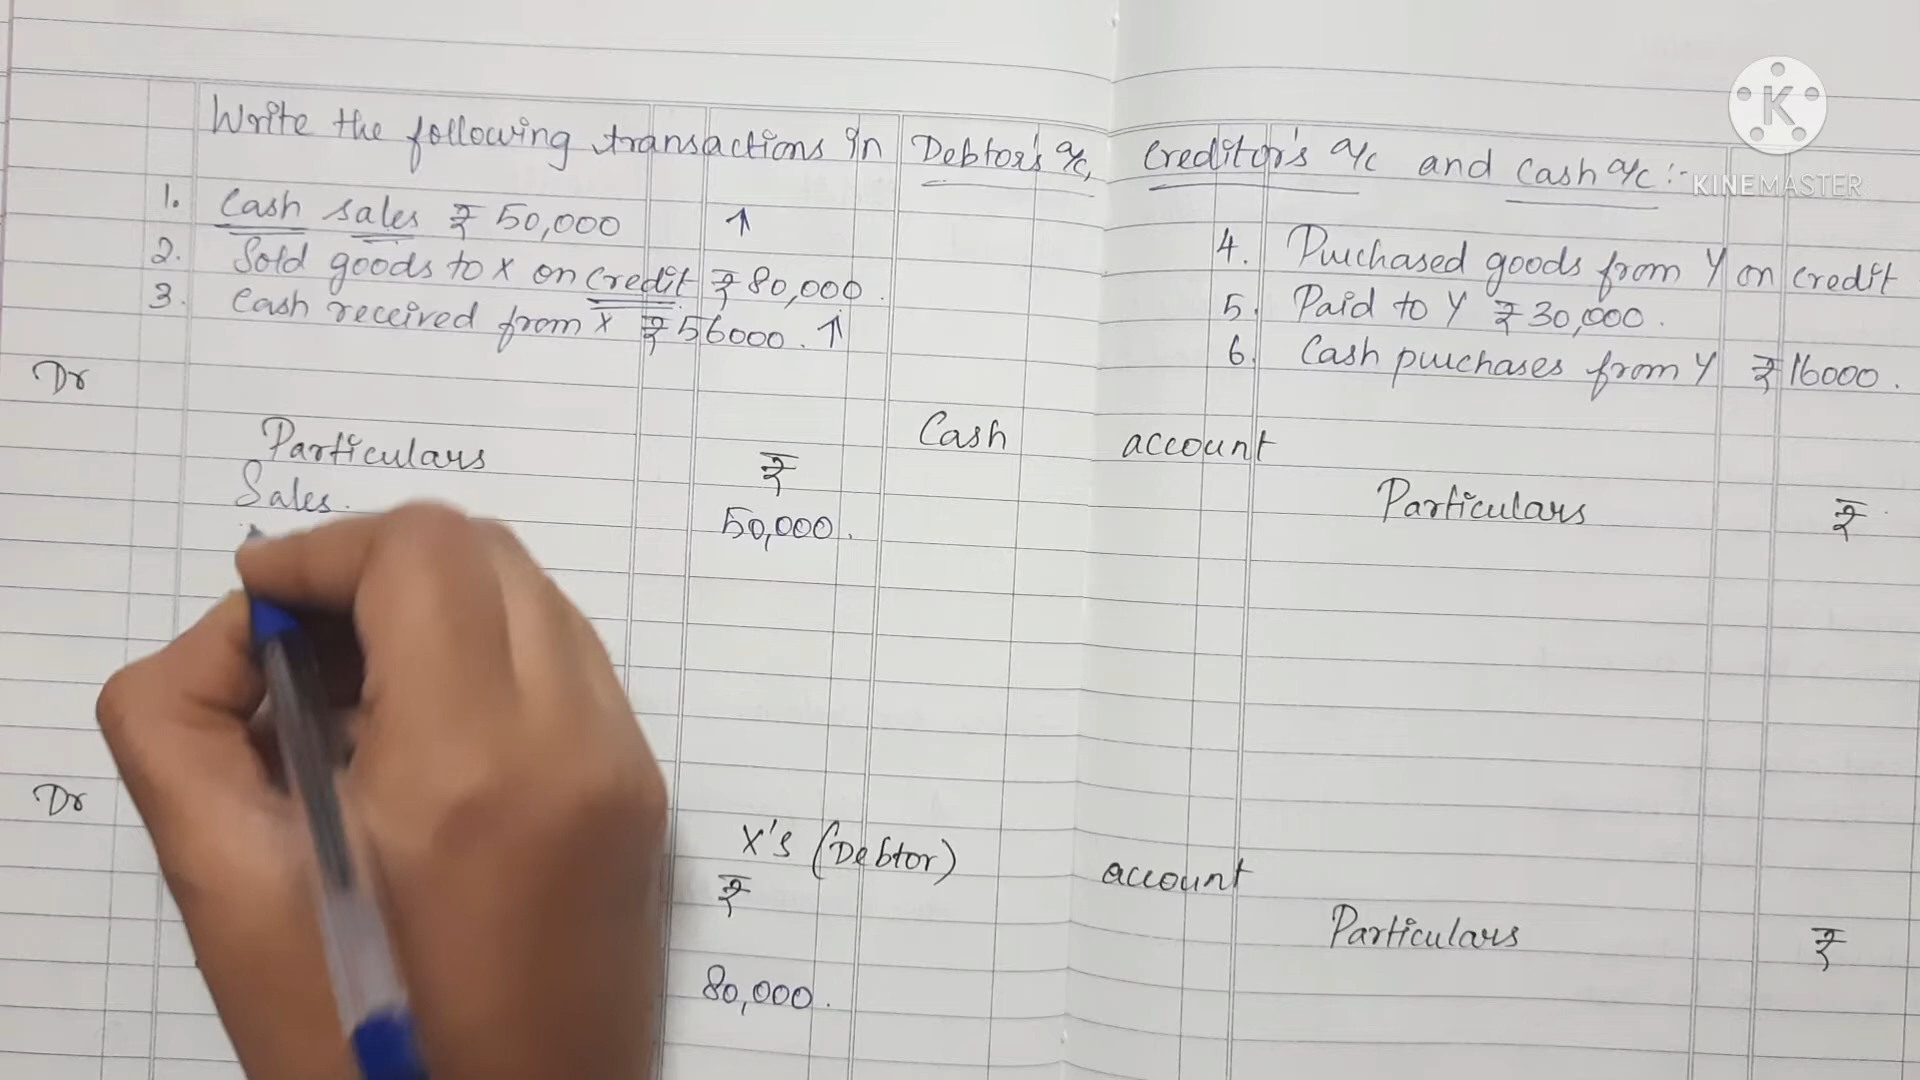 Write the following transactions in Debtor's a/c, Creditor's a/c and Cash a/c :-
1. Cash sales ₹ 50,000 ↑
2. Sold goods to X on credit ₹ 80,000.
3. Cash received from X ₹ 56000. ↑
4. Purchased goods from Y on credit
5. Paid to Y ₹ 30,000.
6. Cash purchases from Y ₹ 16000.
Dr
Cash account
Particulars ₹ Particulars ₹
Sales. 50,000.
Dr
X's (Debtor) account
₹ Particulars ₹
80,000.
K
KINEMASTER